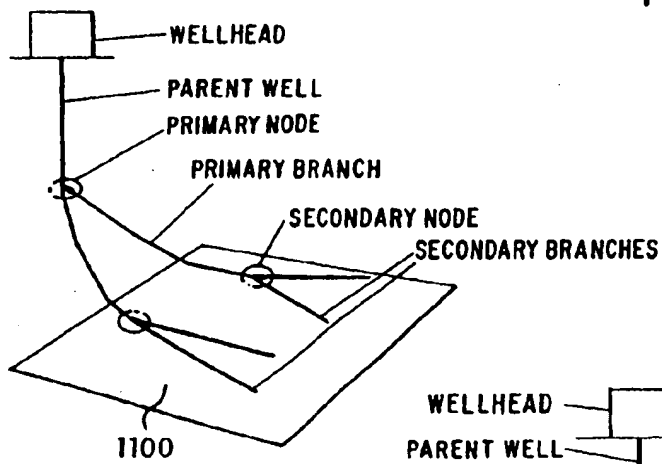 WELLHEAD
PARENT WELL
PRIMARY NODE
PRIMARY BRANCH
SECONDARY NODE
SECONDARY BRANCHES
1100
WELLHEAD
PARENT WELL